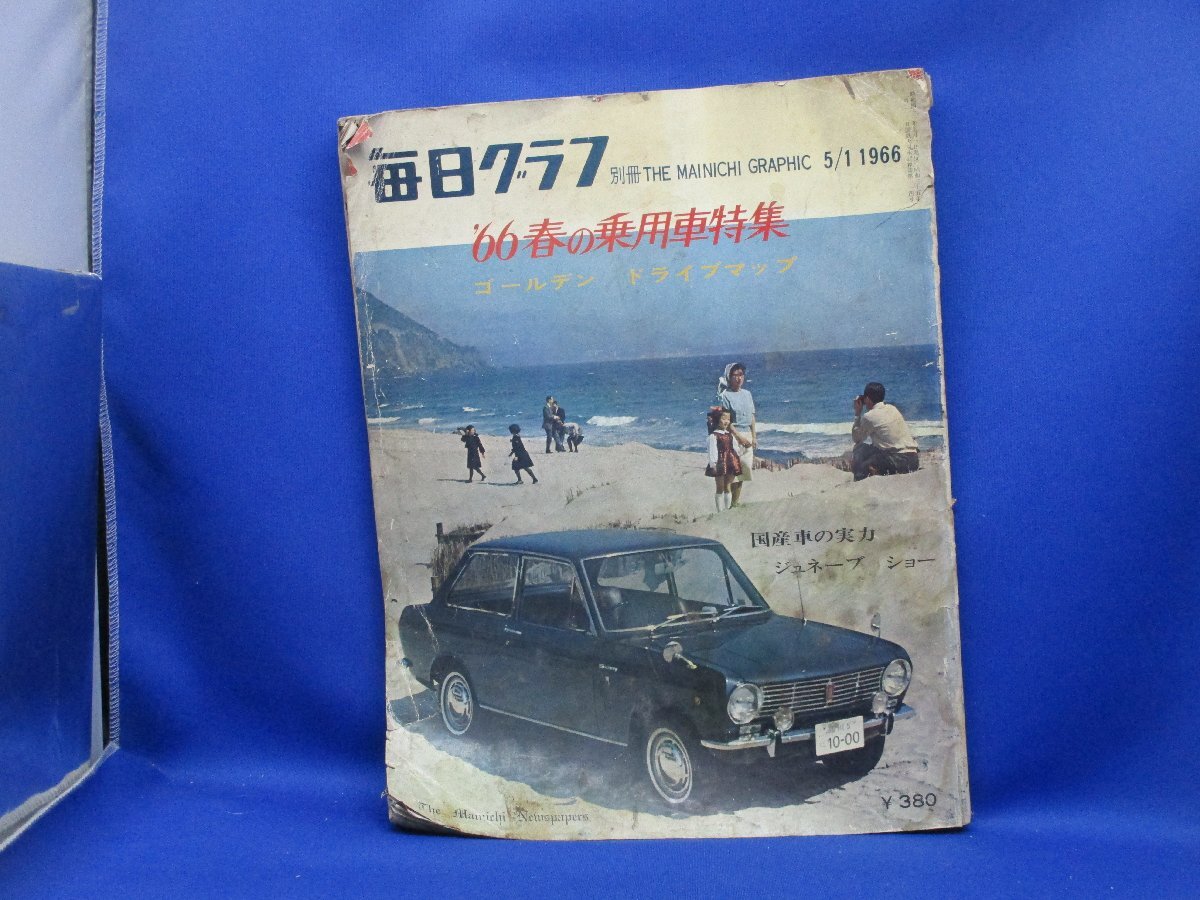 毎日グラフ 別冊 THE MAINICHI GRAPHIC 5/1 1966
'66 春の乗用車特集
ゴールデン ドライブマップ
国産車の実力
ジュネーブ ショー
Sunny
10-00
¥ 380
The Mainichi Newspapers